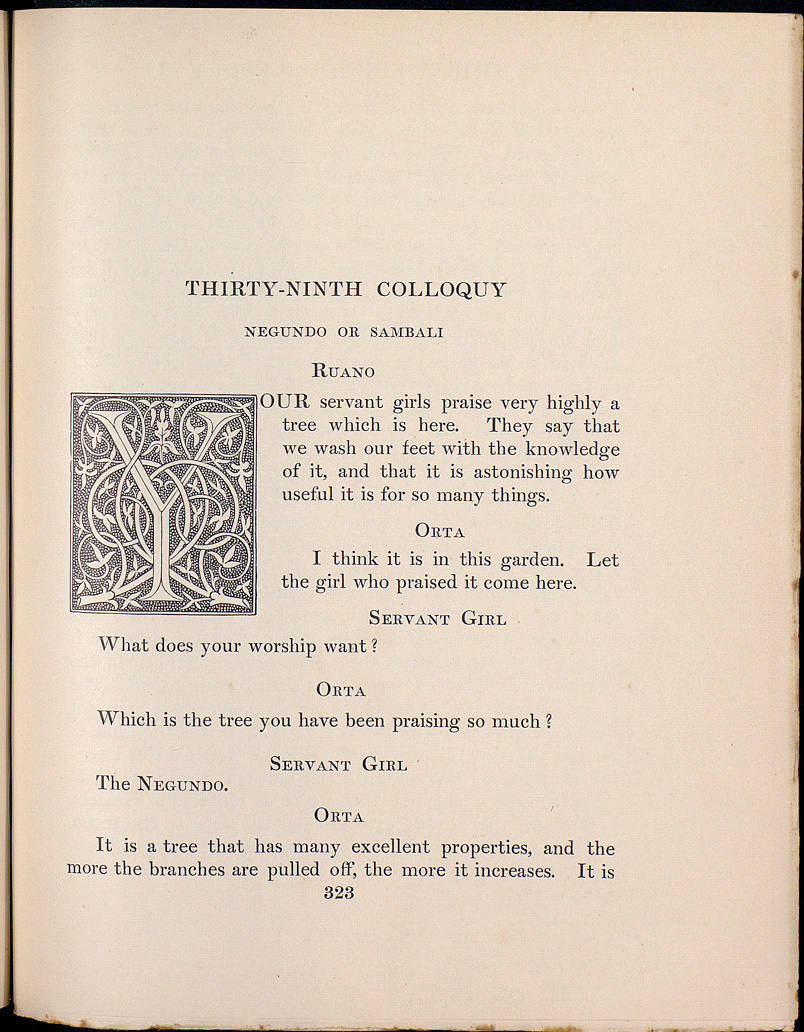 THIRTY-NINTH COLLOQUY
NEGUNDO OR SAMBALI
RUANO
YOUR servant girls praise very highly a
tree which is here. They say that
we wash our feet with the knowledge
of it, and that it is astonishing how
useful it is for so many things.
ORTA
I think it is in this garden. Let
the girl who praised it come here.
SERVANT GIRL
What does your worship want?
ORTA
Which is the tree you have been praising so much?
SERVANT GIRL
The NEGUNDO.
ORTA
It is a tree that has many excellent properties, and the
more the branches are pulled off, the more it increases. It is
323